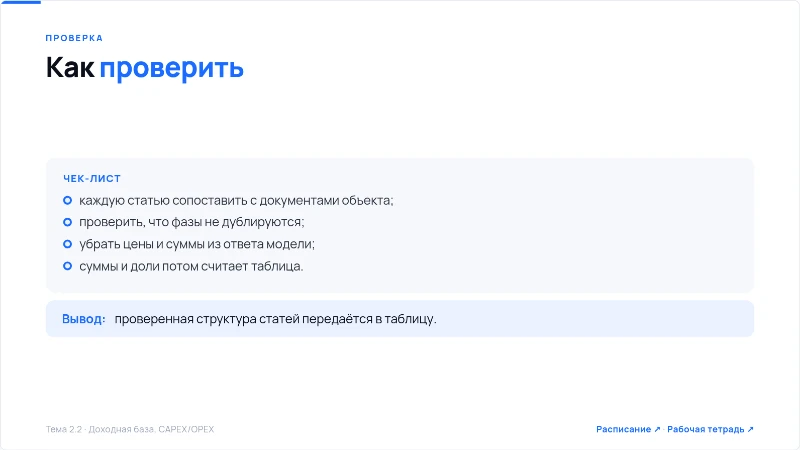 ПРОВЕРКА
Как проверить
ЧЕК-ЛИСТ
каждую статью сопоставить с документами объекта;
проверить, что фазы не дублируются;
убрать цены и суммы из ответа модели;
суммы и доли потом считает таблица.
Вывод: проверенная структура статей передаётся в таблицу.
Тема 2.2 · Доходная база. CAPEX/OPEX
Расписание ↗ · Рабочая тетрадь ↗